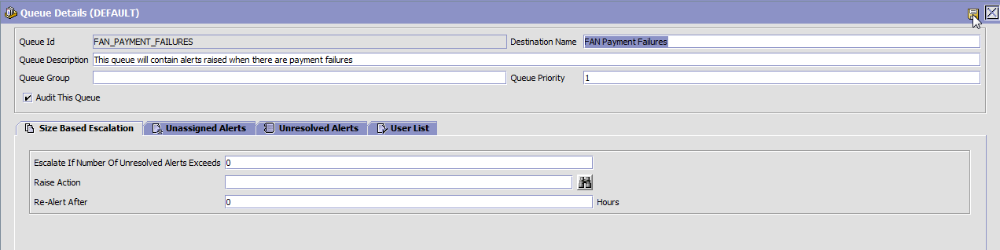 Queue Details (DEFAULT)
Queue Id FAN_PAYMENT_FAILURES Destination Name FAN Payment Failures
Queue Description This queue will contain alerts raised when there are payment failures
Queue Group Queue Priority 1
Audit This Queue
Size Based Escalation Unassigned Alerts Unresolved Alerts User List
Escalate If Number Of Unresolved Alerts Exceeds 0
Raise Action
Re-Alert After 0 Hours